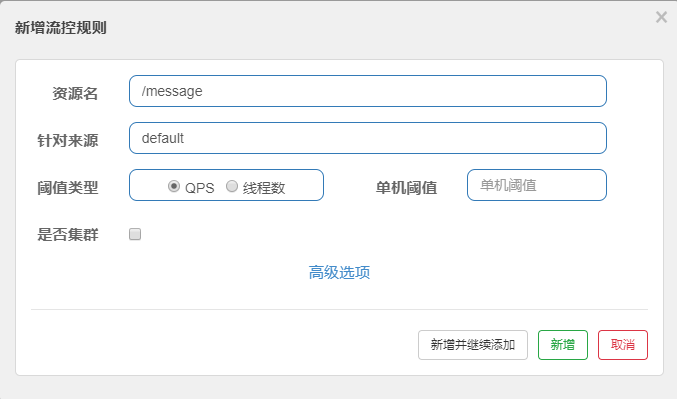 新增流控规则
资源名 /message
针对来源 default
阈值类型 QPS 线程数 单机阈值 单机阈值
是否集群
高级选项
新增并继续添加 新增 取消